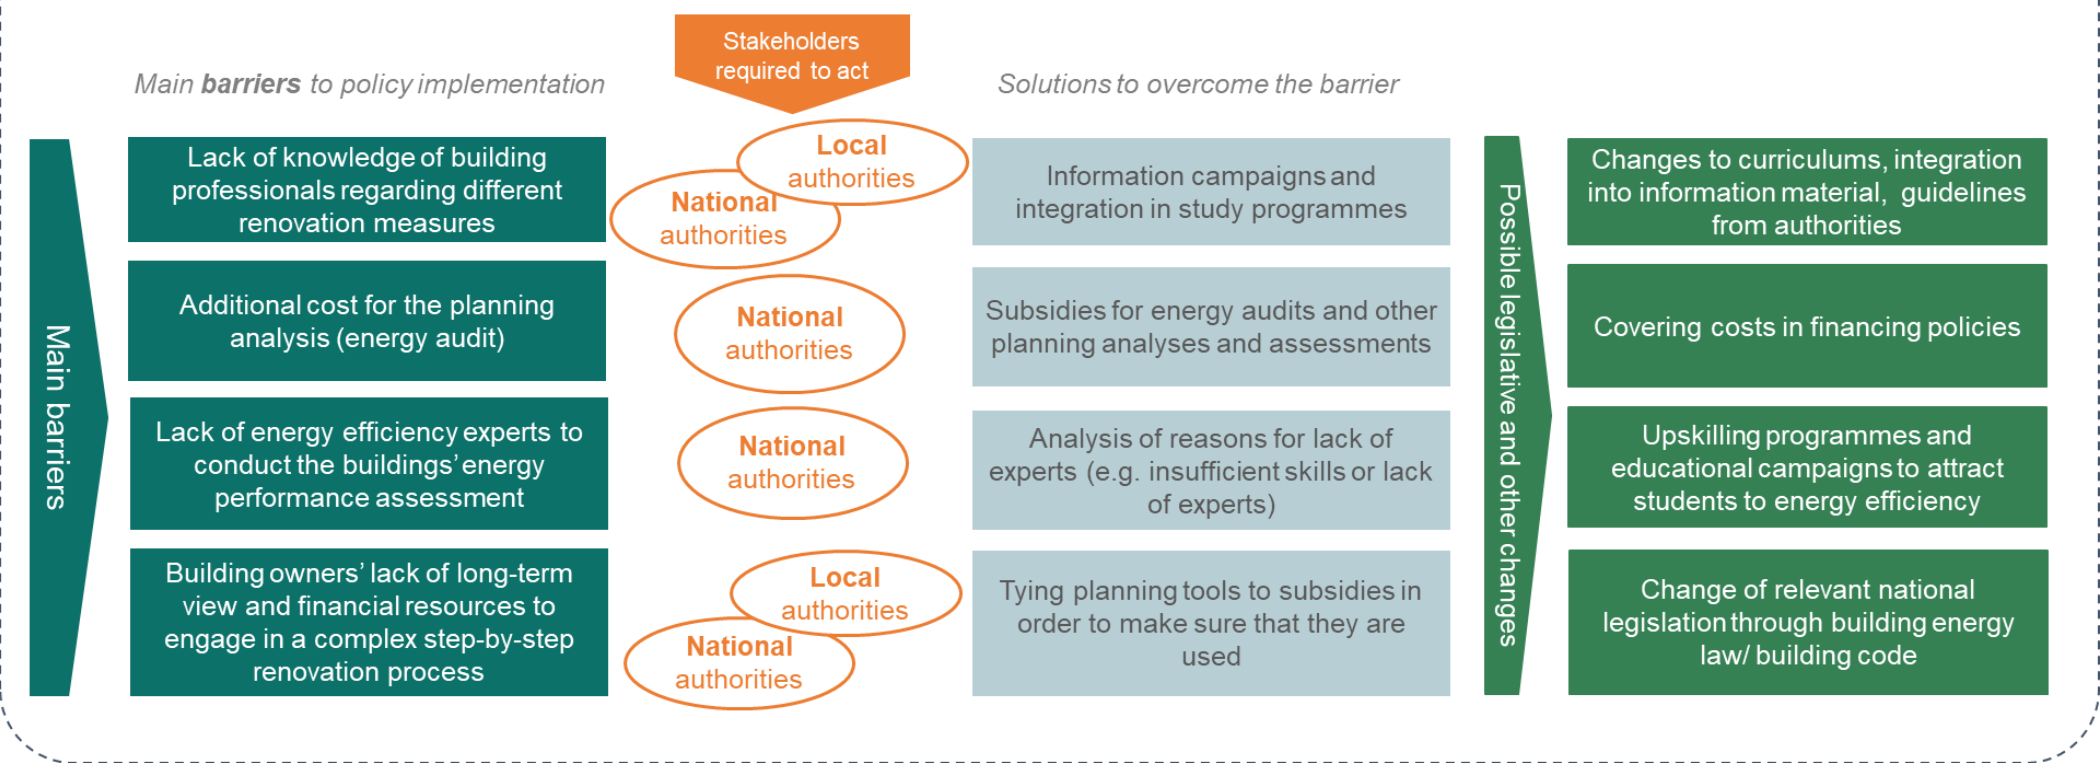 Stakeholders
required to act
Main barriers to policy implementation
Solutions to overcome the barrier
Main barriers
Lack of knowledge of building
professionals regarding different
renovation measures
Local
authorities
National
authorities
Information campaigns and
integration in study programmes
Possible legislative and other changes
Changes to curriculums, integration
into information material, guidelines
from authorities
Additional cost for the planning
analysis (energy audit)
National
authorities
Subsidies for energy audits and other
planning analyses and assessments
Covering costs in financing policies
Lack of energy efficiency experts to
conduct the buildings’ energy
performance assessment
National
authorities
Analysis of reasons for lack of
experts (e.g. insufficient skills or lack
of experts)
Upskilling programmes and
educational campaigns to attract
students to energy efficiency
Building owners’ lack of long-term
view and financial resources to
engage in a complex step-by-step
renovation process
Local
authorities
National
authorities
Tying planning tools to subsidies in
order to make sure that they are
used
Change of relevant national
legislation through building energy
law/ building code